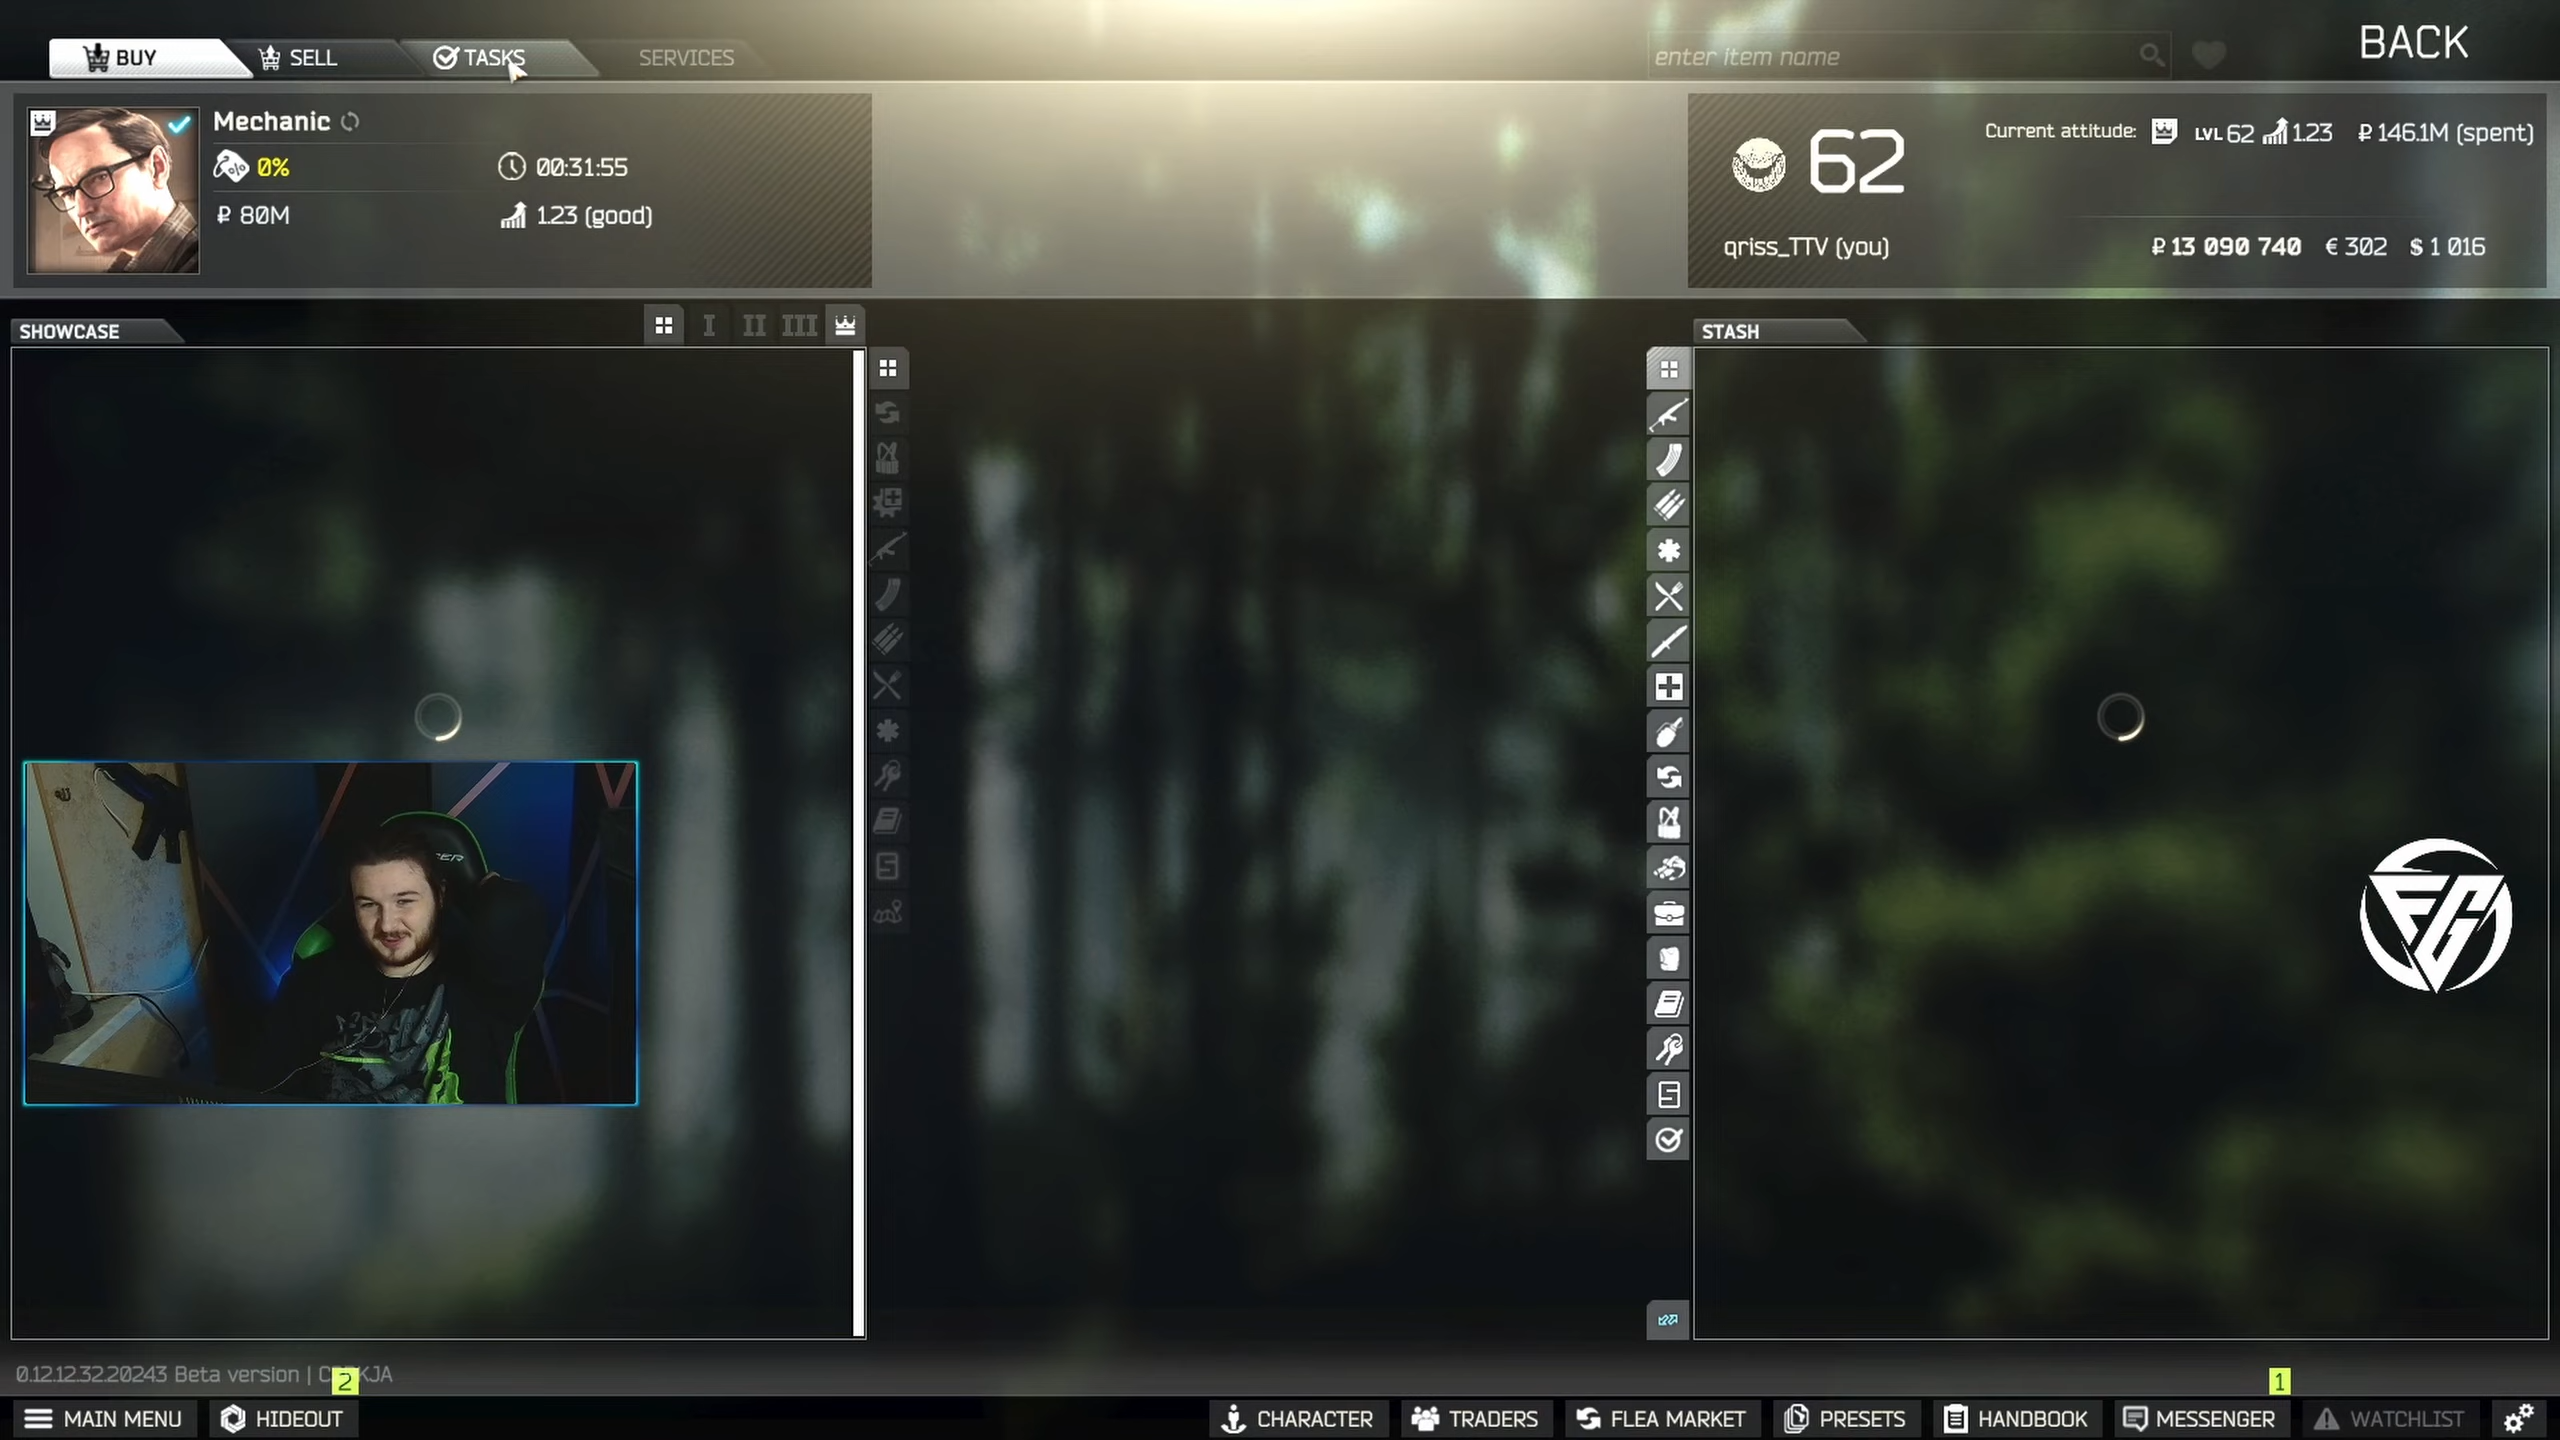 BUY
SELL
TASKS
SERVICES
enter item name
BACK
Mechanic
0%
00:31:55
₽ 80M
1.23 (good)
62
Current attitude:
LVL 62
1.23
₽ 146.1M (spent)
qriss_TTV (you)
₽ 13 090 740 € 302 $ 1 016
SHOWCASE
I II III
STASH
0.12.12.32.20243 Beta version |
2
1
MAIN MENU
HIDEOUT
CHARACTER
TRADERS
FLEA MARKET
PRESETS
HANDBOOK
MESSENGER
WATCHLIST